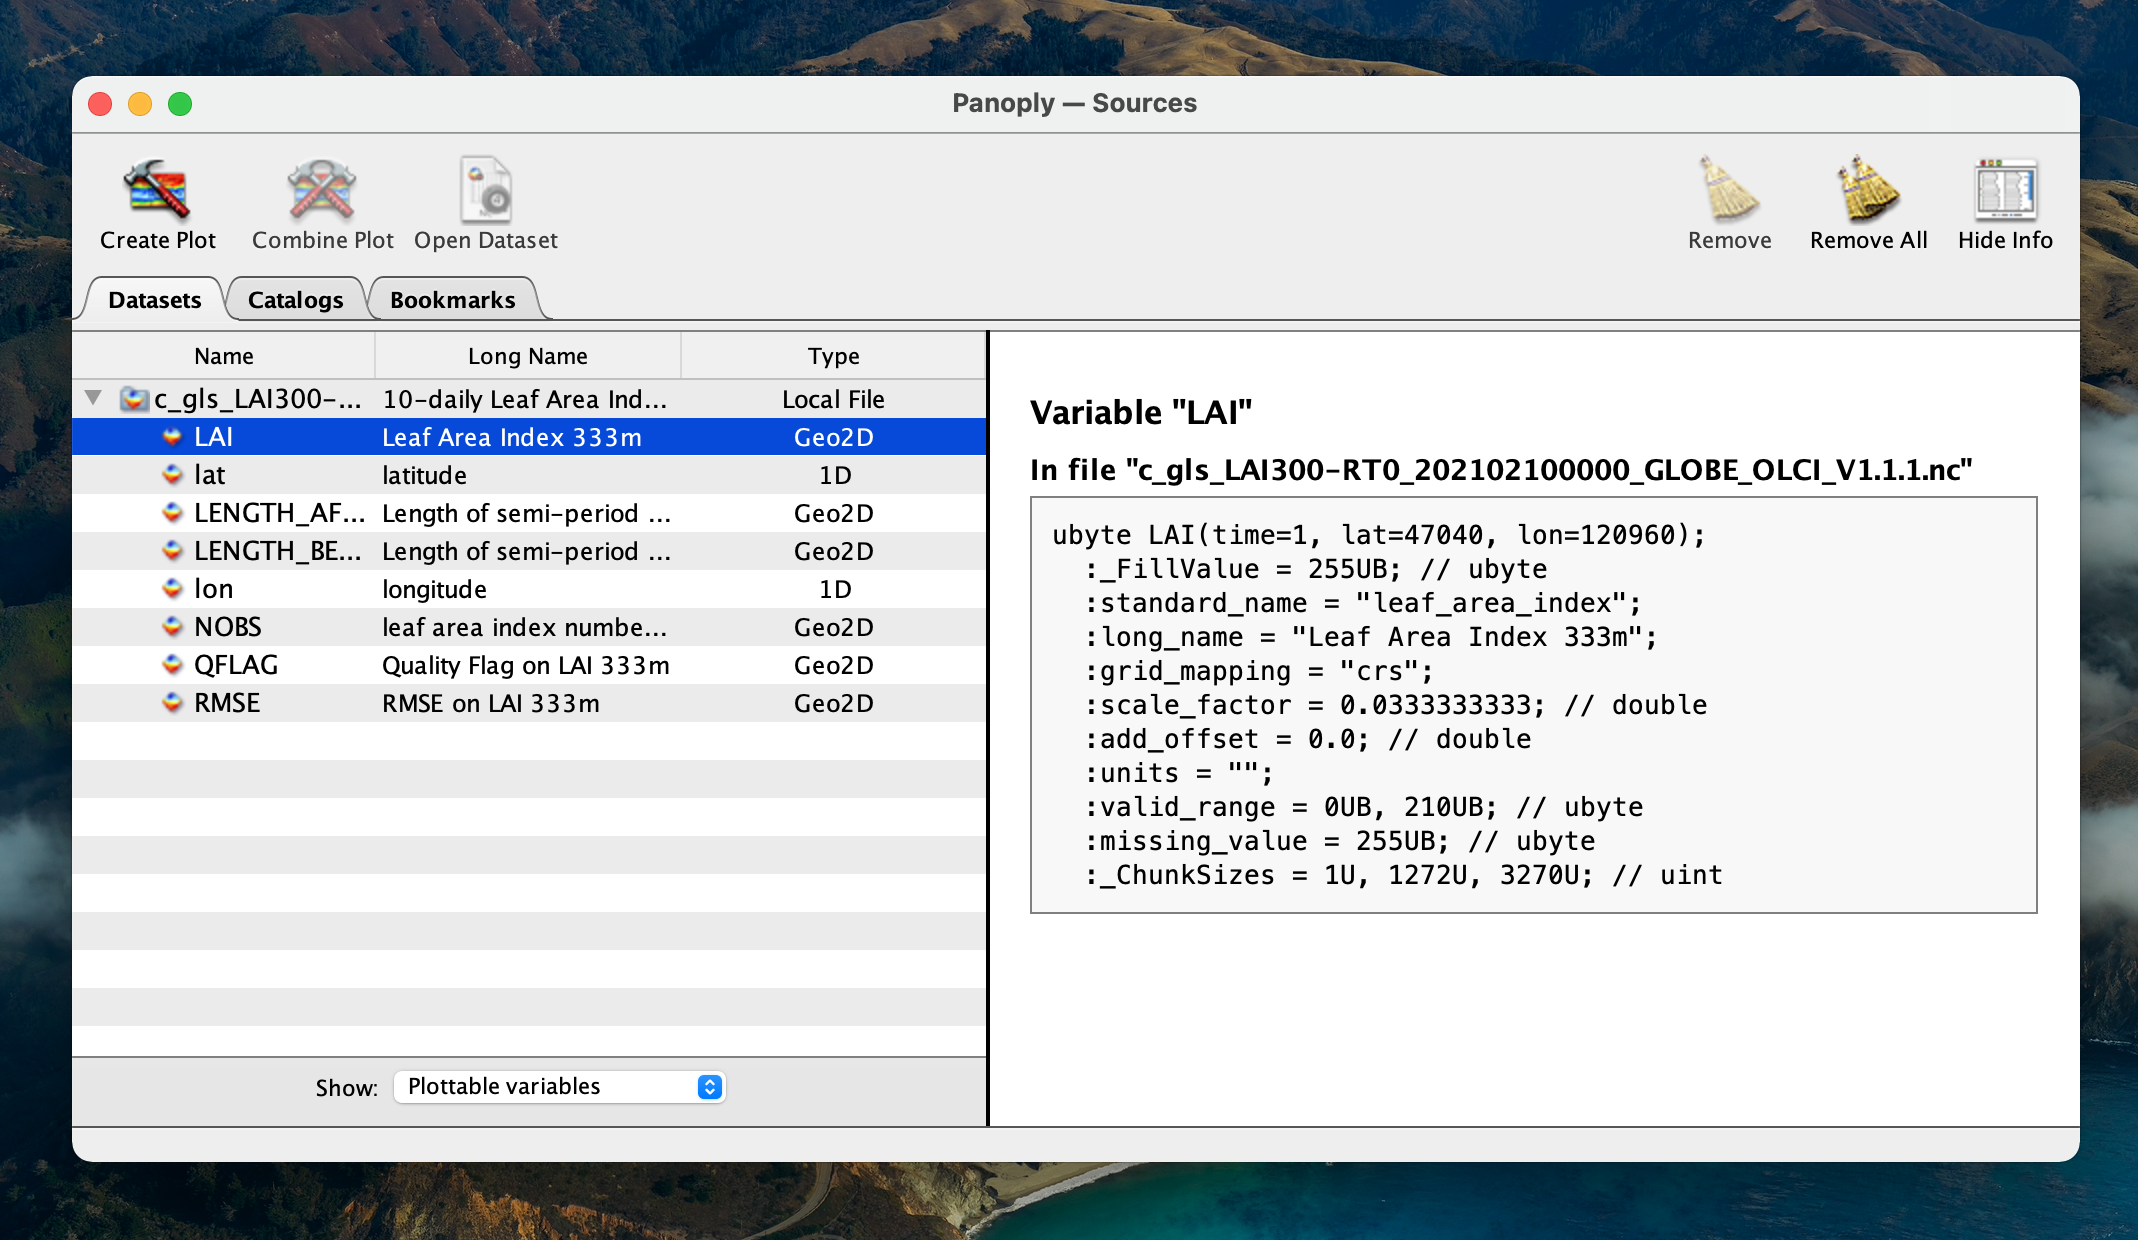 Panoply — Sources
Create Plot
Combine Plot
Open Dataset
Remove
Remove All
Hide Info
Datasets
Catalogs
Bookmarks
Name Long Name Type
c_gls_LAI300-... 10-daily Leaf Area Ind... Local File
LAI Leaf Area Index 333m Geo2D
lat latitude 1D
LENGTH_AF... Length of semi-period ... Geo2D
LENGTH_BE... Length of semi-period ... Geo2D
lon longitude 1D
NOBS leaf area index numbe... Geo2D
QFLAG Quality Flag on LAI 333m Geo2D
RMSE RMSE on LAI 333m Geo2D
Show: Plottable variables
Variable "LAI"
In file "c_gls_LAI300-RT0_202102100000_GLOBE_OLCI_V1.1.1.nc"
ubyte LAI(time=1, lat=47040, lon=120960);
:_FillValue = 255UB; // ubyte
:standard_name = "leaf_area_index";
:long_name = "Leaf Area Index 333m";
:grid_mapping = "crs";
:scale_factor = 0.0333333333; // double
:add_offset = 0.0; // double
:units = "";
:valid_range = 0UB, 210UB; // ubyte
:missing_value = 255UB; // ubyte
:_ChunkSizes = 1U, 1272U, 3270U; // uint